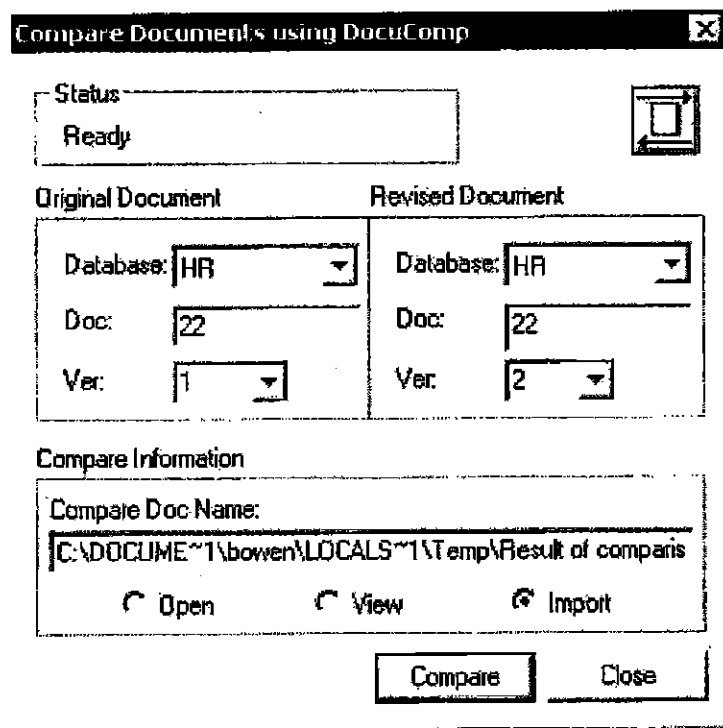 Compare Documents using DocuComp
Status
Ready
Original Document
Database: HR
Doc: 22
Ver: 1
Revised Document
Database: HR
Doc: 22
Ver: 2
Compare Information
Compare Doc Name:
C:\DOCUME~1\bowen\LOCALS~1\Temp\Result of comparis
Open View Import
Compare Close